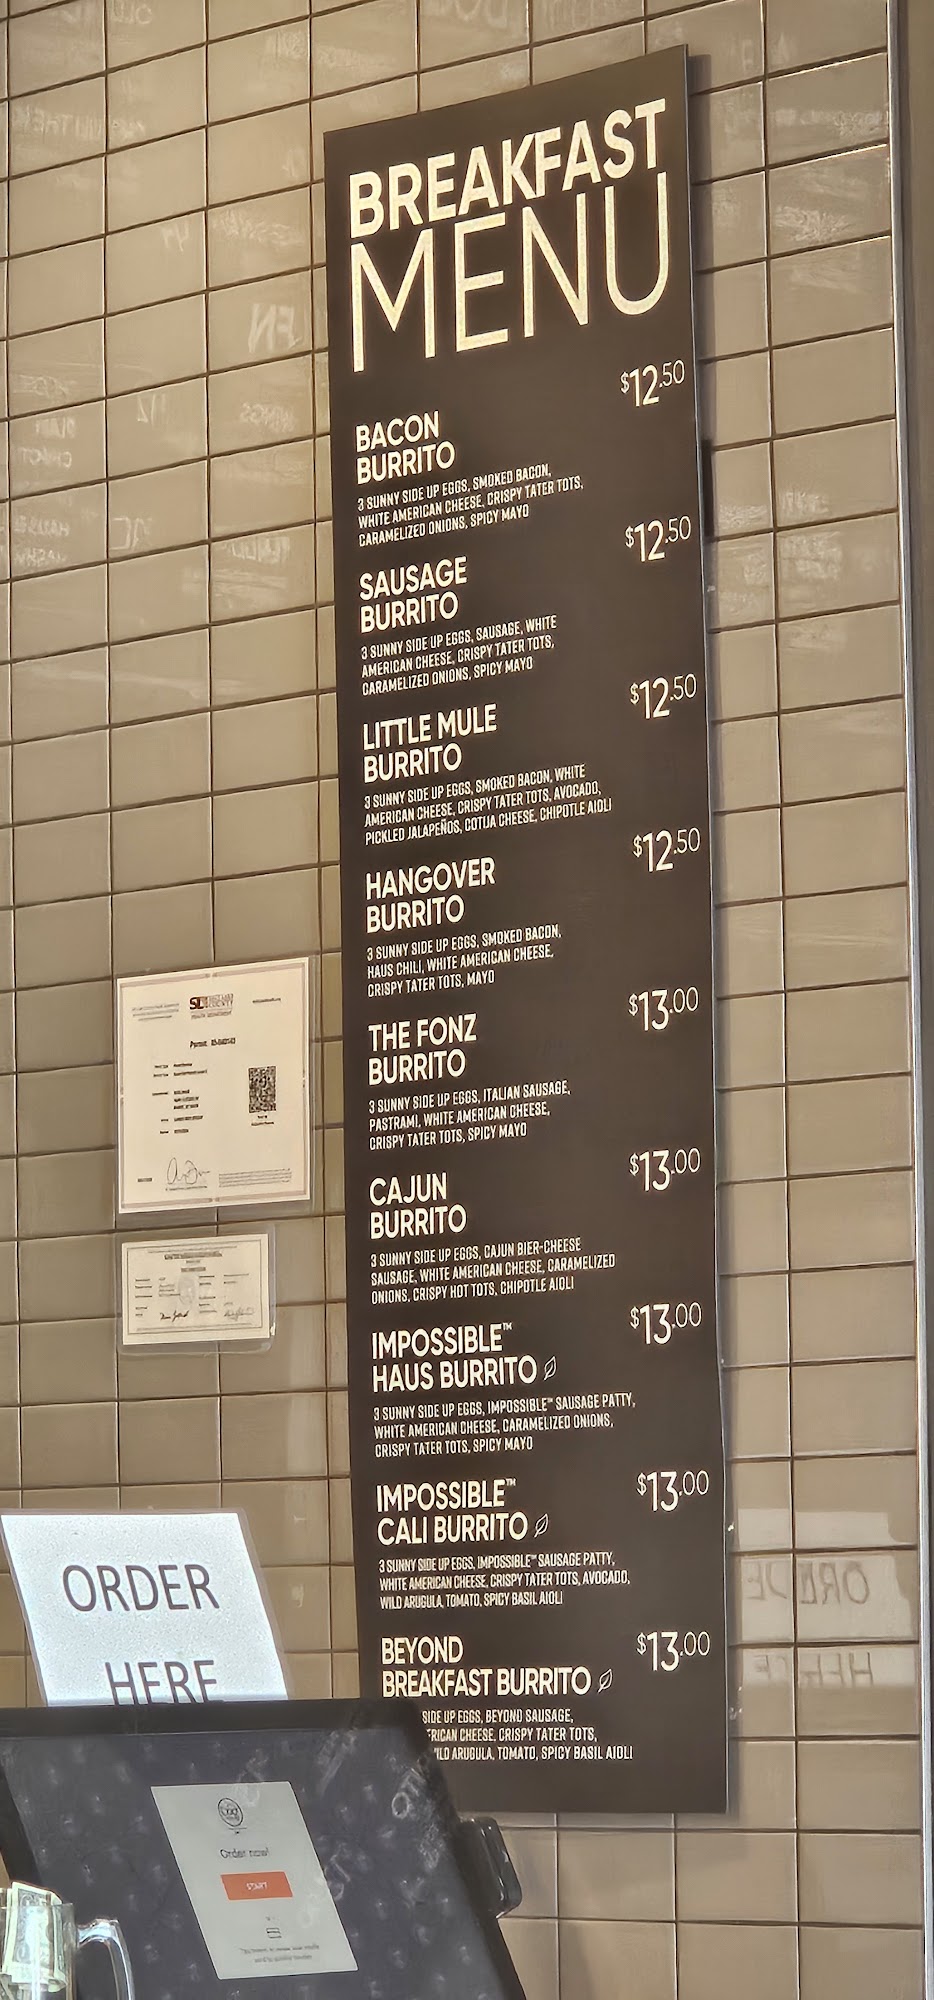 BREAKFAST
MENU
$12.50
BACON
BURRITO
3 SUNNY SIDE UP EGGS, SMOKED BACON,
WHITE AMERICAN CHEESE, CRISPY TATER TOTS,
CARAMELIZED ONIONS, SPICY MAYO
$12.50
SAUSAGE
BURRITO
3 SUNNY SIDE UP EGGS, SAUSAGE, WHITE
AMERICAN CHEESE, CRISPY TATER TOTS,
CARAMELIZED ONIONS, SPICY MAYO
$12.50
LITTLE MULE
BURRITO
3 SUNNY SIDE UP EGGS, SMOKED BACON, WHITE
AMERICAN CHEESE, CRISPY TATER TOTS, AVOCADO,
PICKLED JALAPEÑOS, COTIJA CHEESE, CHIPOTLE AIOLI
$12.50
HANGOVER
BURRITO
3 SUNNY SIDE UP EGGS, SMOKED BACON,
HAUS CHILI, WHITE AMERICAN CHEESE,
CRISPY TATER TOTS, MAYO
$13.00
THE FONZ
BURRITO
3 SUNNY SIDE UP EGGS, ITALIAN SAUSAGE,
PASTRAMI, WHITE AMERICAN CHEESE,
CRISPY TATER TOTS, SPICY MAYO
$13.00
CAJUN
BURRITO
3 SUNNY SIDE UP EGGS, CAJUN BIER-CHEESE
SAUSAGE, WHITE AMERICAN CHEESE, CARAMELIZED
ONIONS, CRISPY HOT TOTS, CHIPOTLE AIOLI
$13.00
IMPOSSIBLE™
HAUS BURRITO
3 SUNNY SIDE UP EGGS, IMPOSSIBLE™ SAUSAGE PATTY,
WHITE AMERICAN CHEESE, CARAMELIZED ONIONS,
CRISPY TATER TOTS, SPICY MAYO
$13.00
IMPOSSIBLE™
CALI BURRITO
3 SUNNY SIDE UP EGGS, IMPOSSIBLE™ SAUSAGE PATTY,
WHITE AMERICAN CHEESE, CRISPY TATER TOTS, AVOCADO,
WILD ARUGULA, TOMATO, SPICY BASIL AIOLI
$13.00
BEYOND
BREAKFAST BURRITO
SIDE UP EGGS, BEYOND SAUSAGE,
ERICAN CHEESE, CRISPY TATER TOTS,
ILD ARUGULA, TOMATO, SPICY BASIL AIOLI
ORDER
HERE
Order now!
START